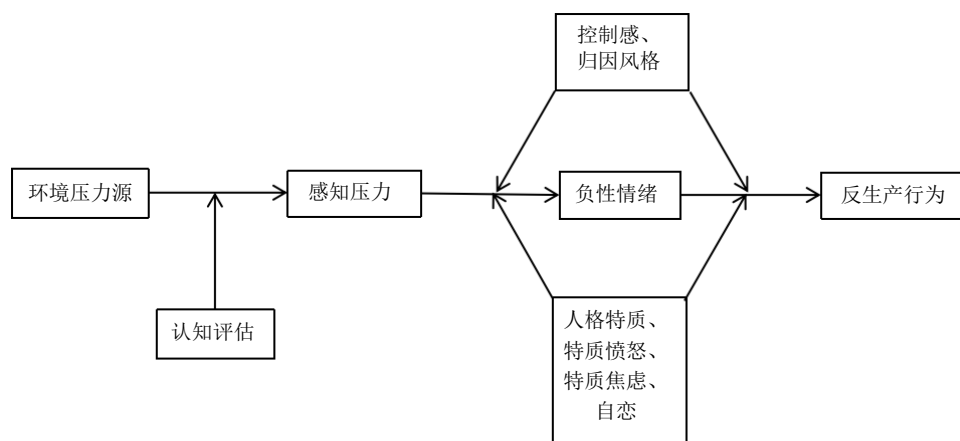 控制感、
归因风格
环境压力源
感知压力
负性情绪
反生产行为
认知评估
人格特质、
特质愤怒、
特质焦虑、
自恋